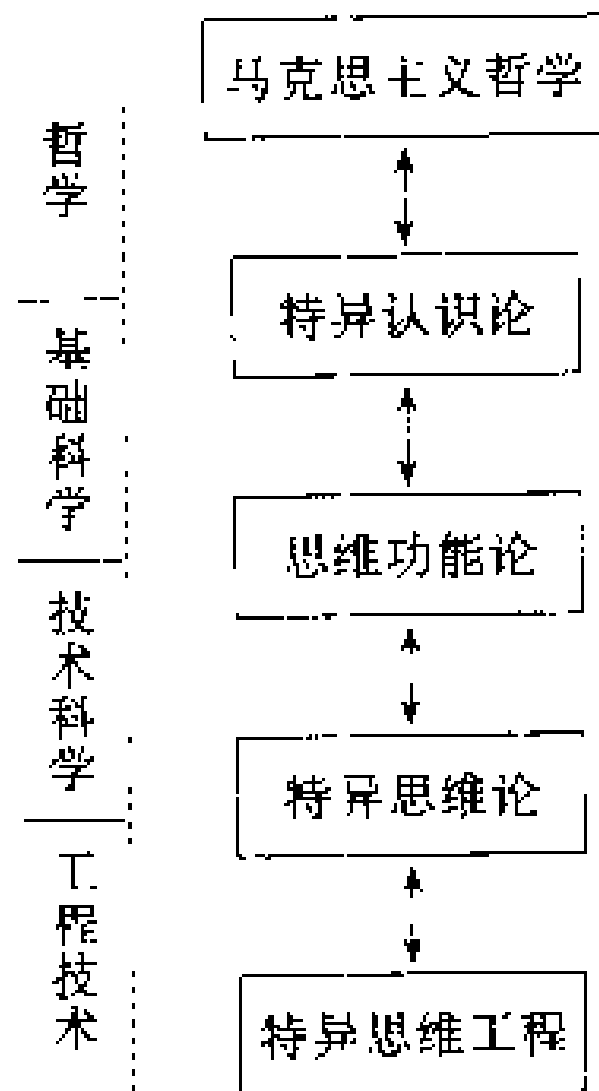 马克思主义哲学
哲学
特异认识论
基础科学
思维功能论
技术科学
特异思维论
工程技术
特异思维工程